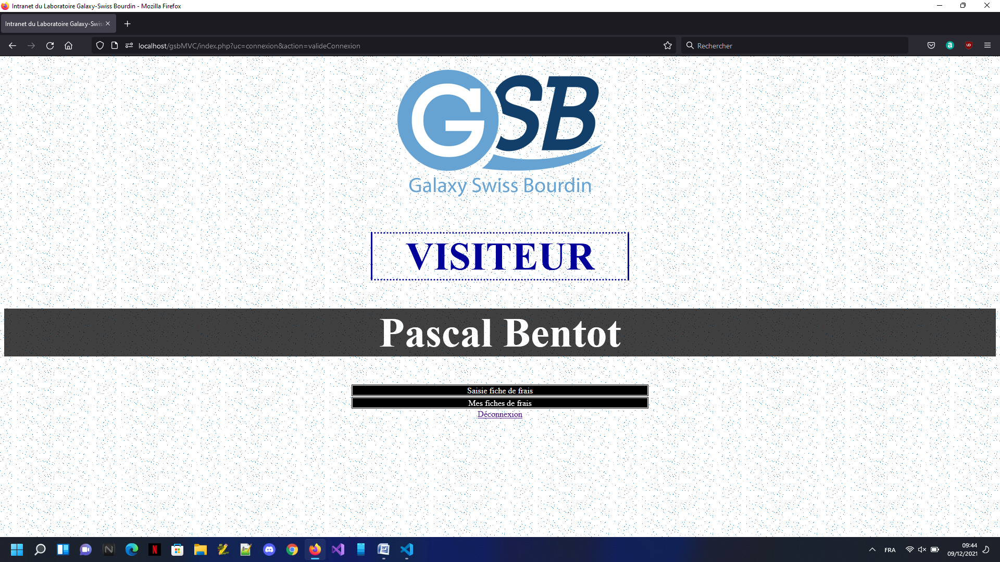 Intranet du Laboratoire Galaxy-Swiss Bourdin - Mozilla Firefox
Intranet du Laboratoire Galaxy-Swis
localhost/gsbMVC/index.php?uc=connexion&action=valideConnexion
Rechercher
GSB
Galaxy Swiss Bourdin
VISITEUR
Pascal Bentot
Saisie fiche de frais
Mes fiches de frais
Déconnexion
FRA
09:44
09/12/2021